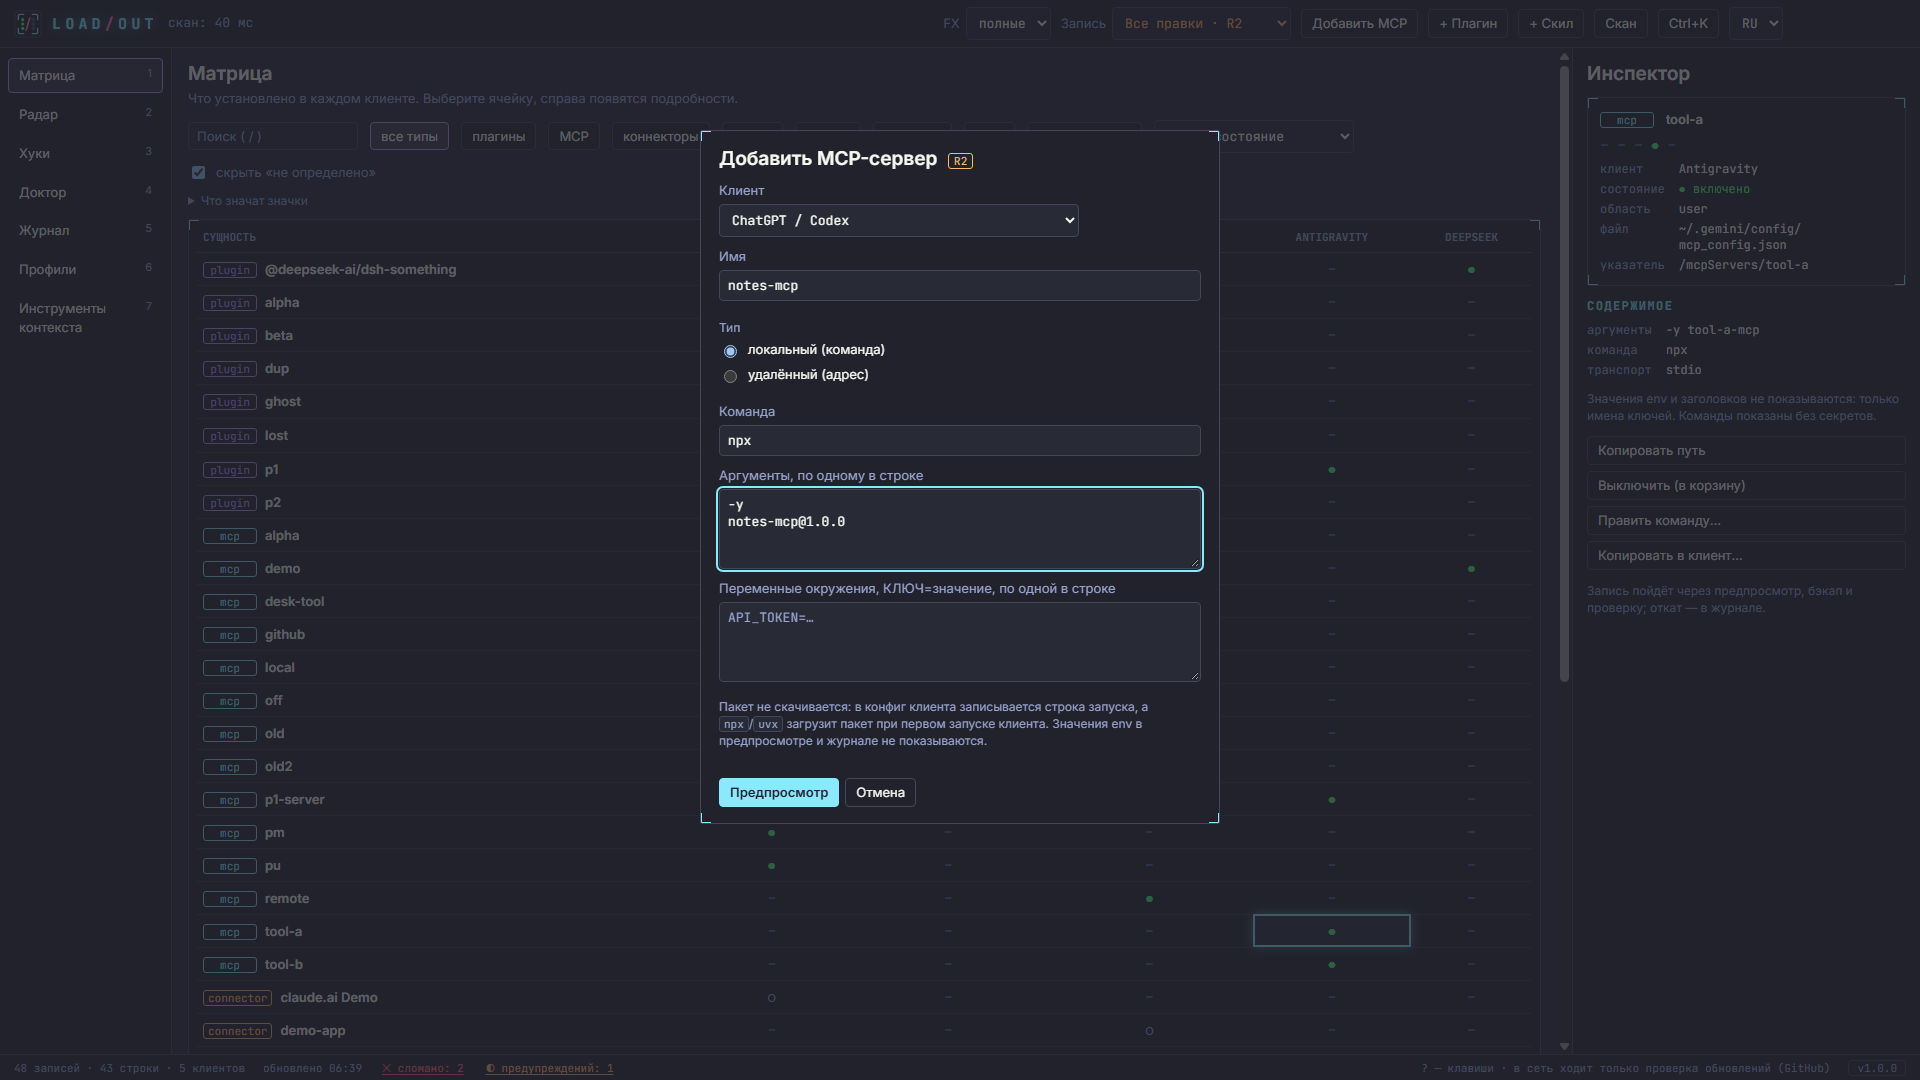 LOAD/OUT
скан: 40 мс
FX
полные
Запись
Все правки · R2
Добавить MCP
+ Плагин
+ Скил
Скан
Ctrl+K
RU
Матрица 1
Радар 2
Хуки 3
Доктор 4
Журнал 5
Профили 6
Инструменты контекста 7
Матрица
Что установлено в каждом клиенте. Выберите ячейку, справа появятся подробности.
Поиск ( / )
все типы
плагины
MCP
коннекторы
остояние
скрыть «не определено»
Что значат значки
СУЩНОСТЬ
ANTIGRAVITY
DEEPSEEK
plugin @deepseek-ai/dsh-something
plugin alpha
plugin beta
plugin dup
plugin ghost
plugin lost
plugin p1
plugin p2
mcp alpha
mcp demo
mcp desk-tool
mcp github
mcp local
mcp off
mcp old
mcp old2
mcp p1-server
mcp pm
mcp pu
mcp remote
mcp tool-a
mcp tool-b
connector claude.ai Demo
connector demo-app
Добавить MCP-сервер R2
Клиент
ChatGPT / Codex
Имя
notes-mcp
Тип
локальный (команда)
удалённый (адрес)
Команда
npx
Аргументы, по одному в строке
-y
notes-mcp@1.0.0
Переменные окружения, КЛЮЧ=значение, по одной в строке
API_TOKEN=…
Пакет не скачивается: в конфиг клиента записывается строка запуска, а
npx/uvx загрузит пакет при первом запуске клиента. Значения env в
предпросмотре и журнале не показываются.
Предпросмотр
Отмена
Инспектор
mcp tool-a
клиент Antigravity
состояние включено
область user
файл ~/.gemini/config/
mcp_config.json
указатель /mcpServers/tool-a
СОДЕРЖИМОЕ
аргументы -y tool-a-mcp
команда npx
транспорт stdio
Значения env и заголовков не показываются: только
имена ключей. Команды показаны без секретов.
Копировать путь
Выключить (в корзину)
Править команду…
Копировать в клиент…
Запись пойдёт через предпросмотр, бэкап и
проверку; откат — в журнале.
48 записей · 43 строки · 5 клиентов
обновлено 06:39
сломано: 2
предупреждений: 1
? — клавиши · в сеть ходит только проверка обновлений (GitHub)
v1.0.0